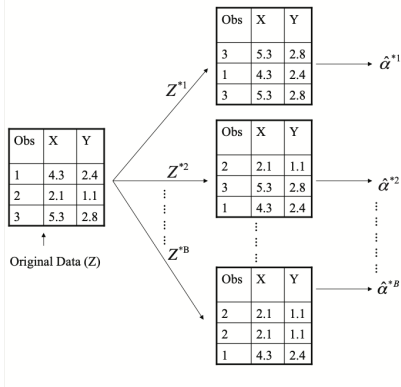 Obs X Y
3 5.3 2.8
1 4.3 2.4
3 5.3 2.8
Z*1
α̂*1
Obs X Y
1 4.3 2.4
2 2.1 1.1
3 5.3 2.8
Original Data (Z)
Z*2
Obs X Y
2 2.1 1.1
3 5.3 2.8
1 4.3 2.4
α̂*2
Z*B
Obs X Y
2 2.1 1.1
2 2.1 1.1
1 4.3 2.4
α̂*B